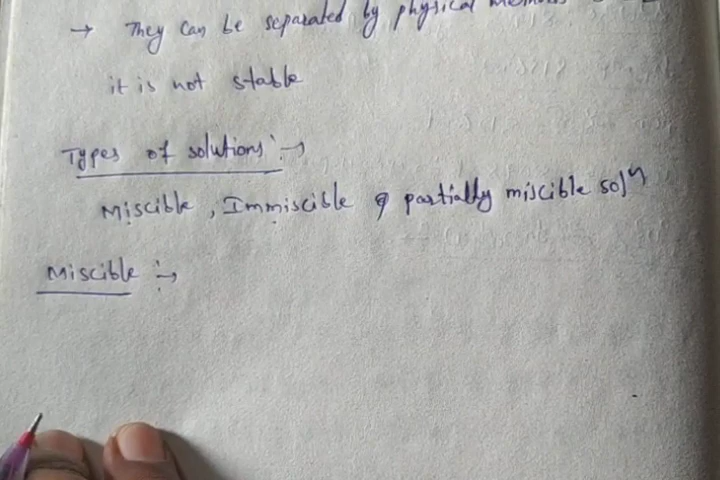 → They can be separated by physical methods
it is not stable
Types of solutions :→
Miscible, Immiscible & partially miscible solⁿ
Miscible :→